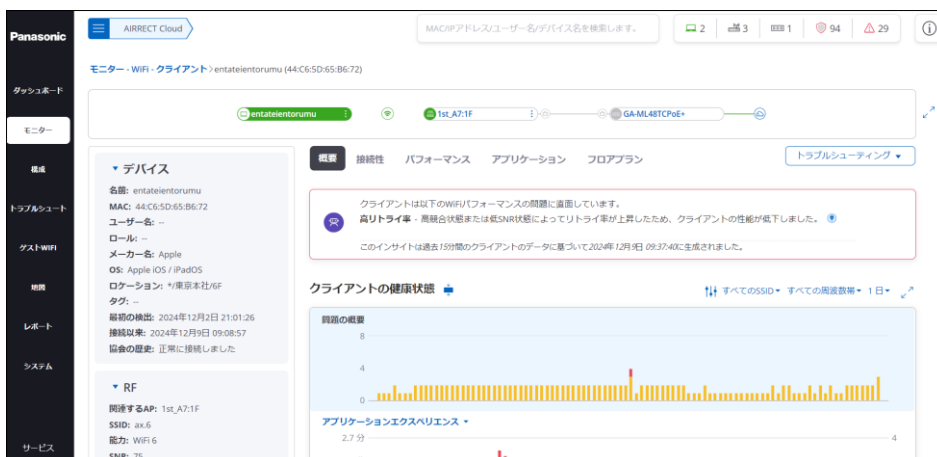 Panasonic
AIRRECT Cloud
MAC/IPアドレス/ユーザー名/デバイス名を検索します。
2
3
1
94
29
モニター - WiFi - クライアント > entateientorumu (44:C6:5D:65:B6:72)
ダッシュボード
モニター
構成
トラブルシュート
ゲストWIFI
地図
レポート
システム
サービス
entateientorumu
1st_A7:1F
GA-ML48TCPoE+
デバイス
名前: entateientorumu
MAC: 44:C6:5D:65:B6:72
ユーザー名: --
ロール: --
メーカー名: Apple
OS: Apple iOS / iPadOS
ロケーション: */東京本社/6F
タグ: --
最初の検出: 2024年12月2日 21:01:26
接続以来: 2024年12月9日 09:08:57
協会の歴史: 正常に接続しました
RF
関連するAP: 1st_A7:1F
SSID: ax.6
能力: WiFi 6
SNR: 75
概要 接続性 パフォーマンス アプリケーション フロアプラン
トラブルシューティング
クライアントは以下のWiFiパフォーマンスの問題に直面しています。
高リトライ率 - 高競合状態または低SNR状態によってリトライ率が上昇したため、クライアントの性能が低下しました。
このインサイトは過去15分間のクライアントのデータに基づいて2024年12月9日 09:37:40に生成されました。
クライアントの健康状態
すべてのSSID すべての周波数帯 1日
問題の概要
8
4
0
アプリケーションエクスペリエンス
2.7 分
4